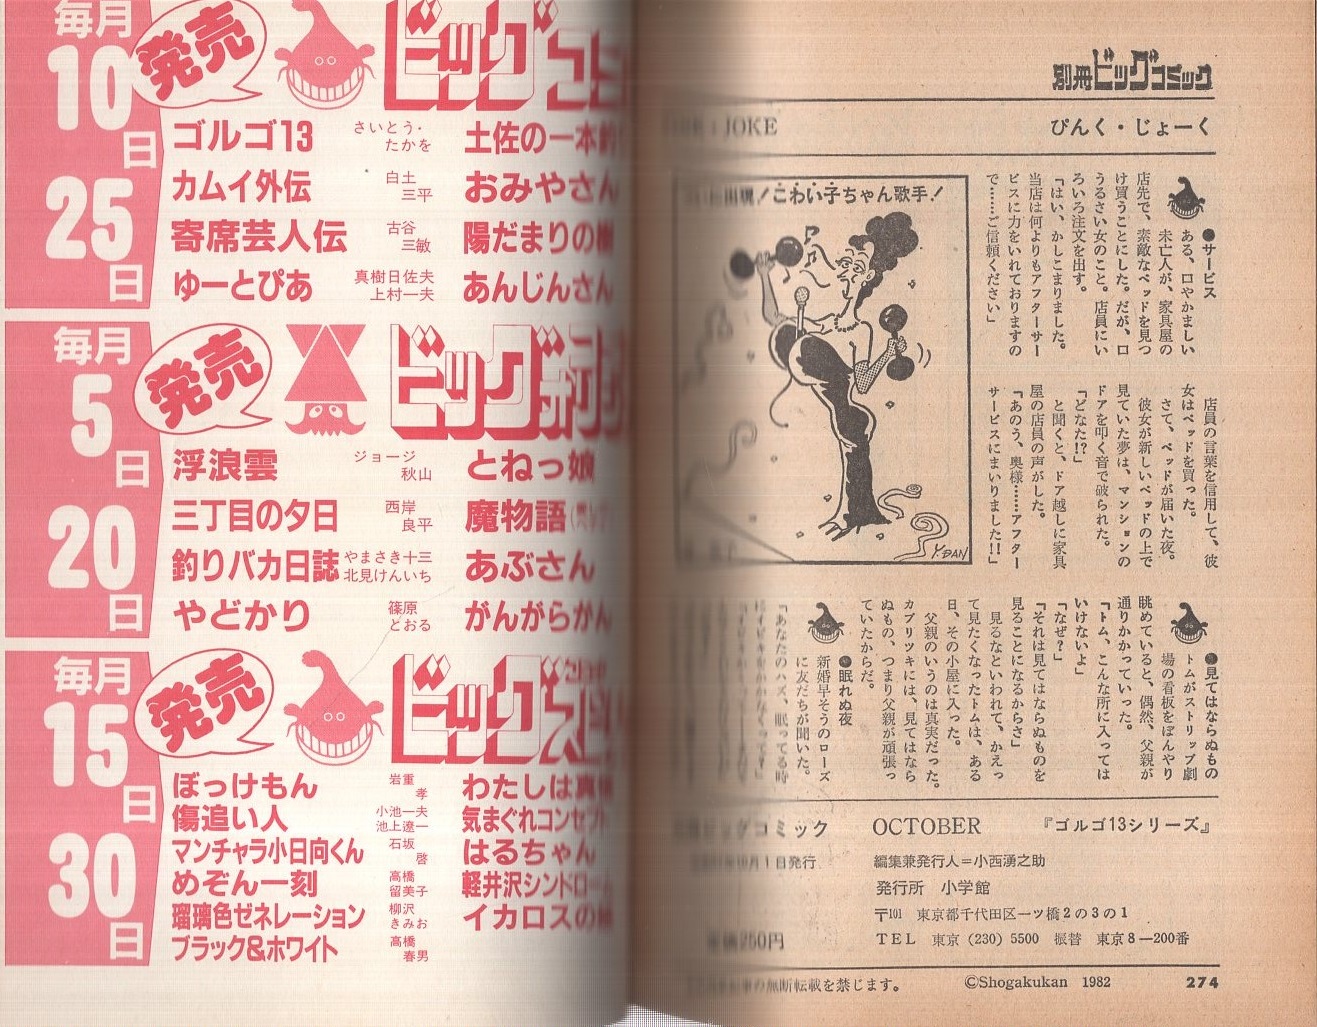 毎月
10日
25日
発売
ビッグコミ
ゴルゴ13
さいとう・
たかを
土佐の一本釣
カムイ外伝
白土
三平
おみやさん
寄席芸人伝
古谷
三敏
陽だまりの樹
ゆーとぴあ
真樹日佐夫
上村一夫
あんじんさん
毎月
5日
20日
発売
ビッグ
浮浪雲
ジョージ
秋山
とねっ娘
三丁目の夕日
西岸
良平
魔物語
釣りバカ日誌
やまさき十三
北見けんいち
あぶさん
やどかり
篠原
とおる
がんがらがん
毎月
15日
30日
発売
ビッグ
ぼっけもん
岩重
孝
わたしは真
傷追い人
小池一夫
池上遼一
気まぐれコンセプト
マンチャラ小日向くん
石坂
啓
はるちゃん
めぞん一刻
高橋
留美子
軽井沢シンドローム
瑠璃色ゼネレーション
柳沢
きみお
イカロスの
ブラック&ホワイト
高橋
春男
別冊ビッグコミック
JOKE
ぴんく・じょーく
出現!こわい子ちゃん歌手!
Y.DAN
●サービス
ある、口やかましい
未亡人が、家具屋の
店先で、素敵なベッドを見つ
け買うことにした。だが、口
うるさい女のこと。店員にい
ろいろ注文を出す。
「はい、かしこまりました。
当店は何よりもアフターサー
ビスに力をいれておりますの
で……ご信頼ください」
店員の言葉を信用して、彼
女はベッドを買った。
さて、ベッドが届いた夜。
彼女が新しいベッドの上で
見ていた夢は、マンションの
ドアを叩く音で破られた。
「どなた!?」
と聞くと、ドア越しに家具
屋の店員の声がした。
「あのう、奥様……アフター
サービスにまいりました!!」
●見てはならぬもの
トムがストリップ劇
場の看板をぼんやり
眺めていると、偶然、父親が
通りかかっていった。
「トム、こんな所に入っては
いけないよ」
「なぜ?」
「それは見てはならぬものを
見ることになるからさ」
見るなといわれて、かえっ
て見たくなったトムは、ある
日、その小屋に入った。
父親のいうのは真実だった。
カブリツキには、見てはなら
ぬもの、つまり父親が頑張っ
ていたからだ。
●眠れぬ夜
新婚早そうのローズ
に友だちが聞いた。
「あなたのハズ、眠ってる時
ビッグコミック
OCTOBER
『ゴルゴ13シリーズ』
10月1日発行
編集兼発行人=小西湧之助
発行所 小学館
〒101 東京都千代田区一ツ橋2の3の1
TEL 東京(230)5500 振替 東京8—200番
250円
の無断転載を禁じます。
©Shogakukan 1982
274